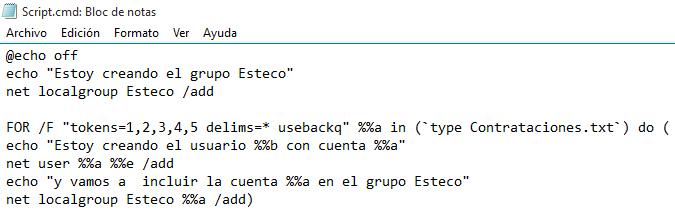 Script.cmd: Bloc de notas
Archivo Edición Formato Ver Ayuda
@echo off
echo "Estoy creando el grupo Esteco"
net localgroup Esteco /add
FOR /F "tokens=1,2,3,4,5 delims=* usebackq" %%a in (`type Contrataciones.txt`) do (
echo "Estoy creando el usuario %%b con cuenta %%a"
net user %%a %%e /add
echo "y vamos a  incluir la cuenta %%a en el grupo Esteco"
net localgroup Esteco %%a /add)